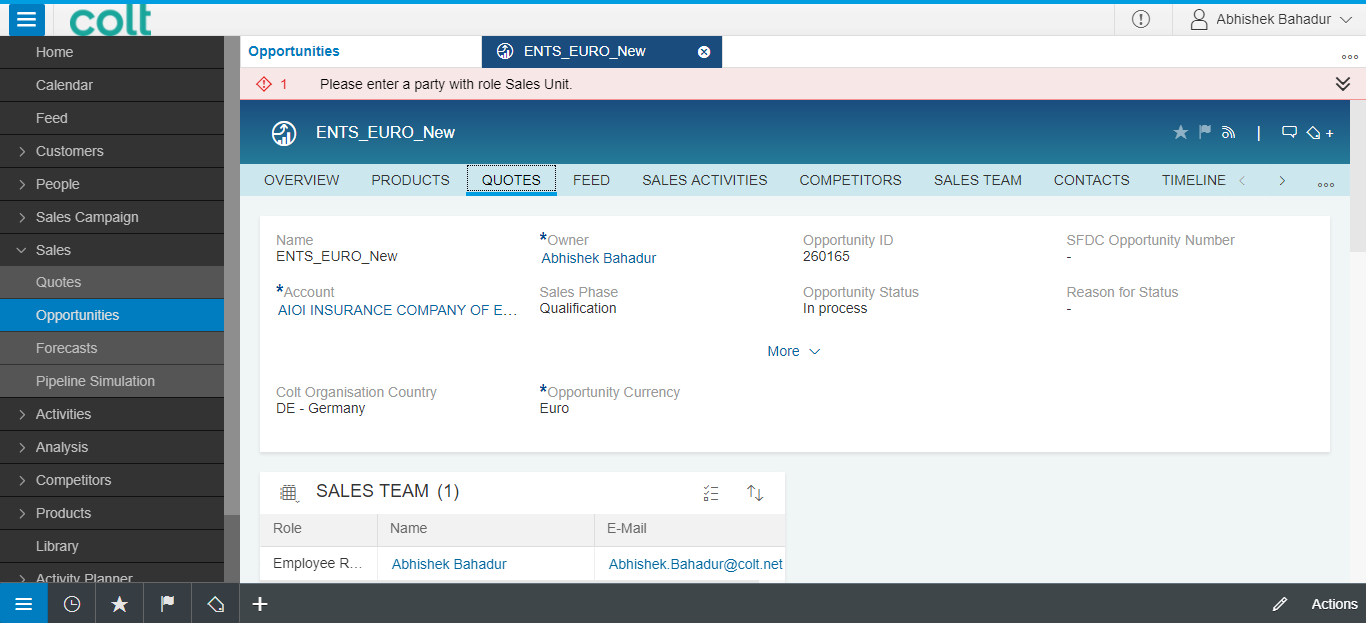 colt
Abhishek Bahadur
Home
Calendar
Feed
Customers
People
Sales Campaign
Sales
Quotes
Opportunities
Forecasts
Pipeline Simulation
Activities
Analysis
Competitors
Products
Library
Activity Planner
Opportunities
ENTS_EURO_New
1 Please enter a party with role Sales Unit.
ENTS_EURO_New
OVERVIEW PRODUCTS QUOTES FEED SALES ACTIVITIES COMPETITORS SALES TEAM CONTACTS TIMELINE
Name *Owner Opportunity ID SFDC Opportunity Number
ENTS_EURO_New Abhishek Bahadur 260165 -
*Account Sales Phase Opportunity Status Reason for Status
AIOI INSURANCE COMPANY OF E... Qualification In process -
More
Colt Organisation Country *Opportunity Currency
DE - Germany Euro
SALES TEAM (1)
Role Name E-Mail
Employee R... Abhishek Bahadur Abhishek.Bahadur@colt.net
Actions